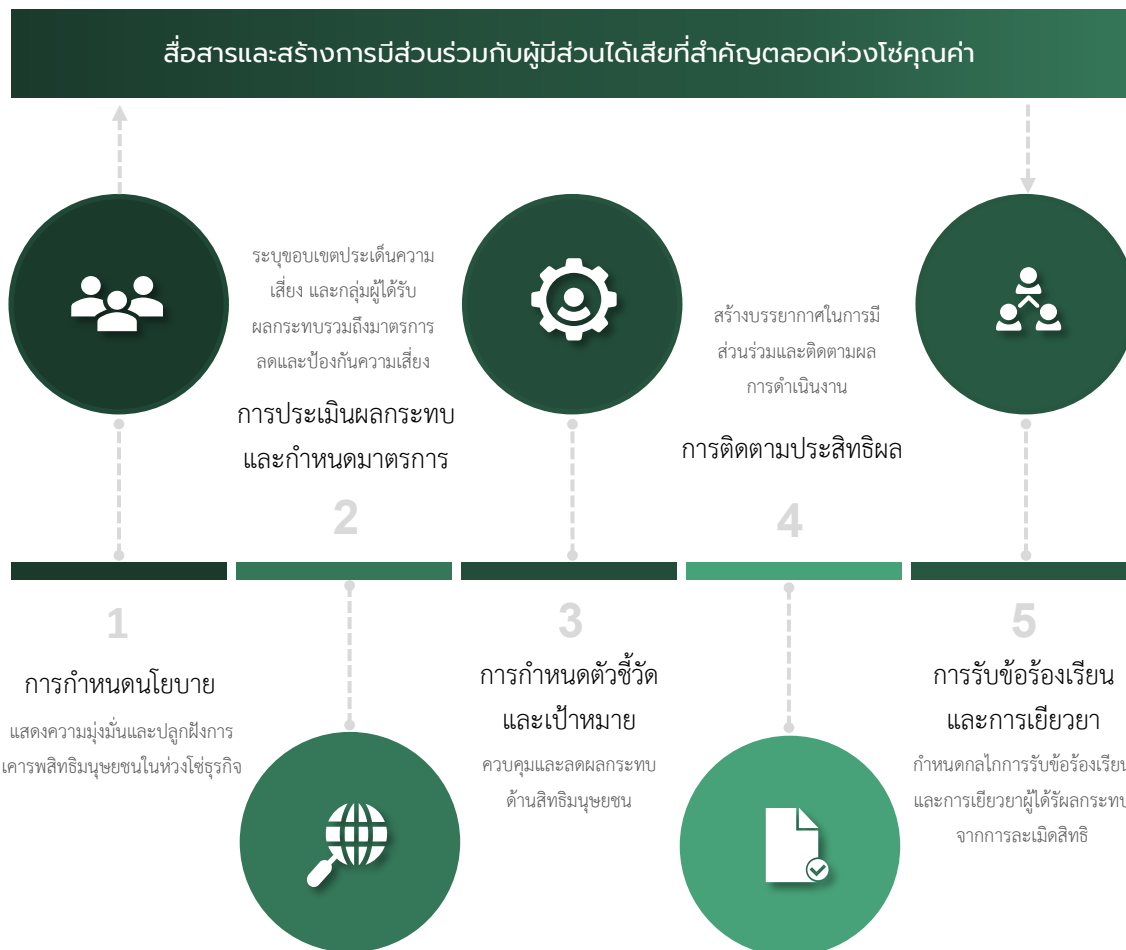 สื่อสารและสร้างการมีส่วนร่วมกับผู้มีส่วนได้เสียที่สำคัญตลอดห่วงโซ่คุณค่า
1
การกำหนดนโยบาย
แสดงความมุ่งมั่นและปลูกฝังการ
เคารพสิทธิมนุษยชนในห่วงโซ่ธุรกิจ
ระบุขอบเขตประเด็นความ
เสี่ยง และกลุ่มผู้ได้รับ
ผลกระทบรวมถึงมาตรการ
ลดและป้องกันความเสี่ยง
การประเมินผลกระทบ
และกำหนดมาตรการ
2
3
การกำหนดตัวชี้วัด
และเป้าหมาย
ควบคุมและลดผลกระทบ
ด้านสิทธิมนุษยชน
สร้างบรรยากาศในการมี
ส่วนร่วมและติดตามผล
การดำเนินงาน
การติดตามประสิทธิผล
4
5
การรับข้อร้องเรียน
และการเยียวยา
กำหนดกลไกการรับข้อร้องเรียน
และการเยียวยาผู้ได้รัผลกระทบ
จากการละเมิดสิทธิ